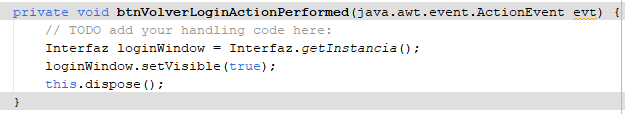 private void btnVolverLoginActionPerformed(java.awt.event.ActionEvent evt) {
// TODO add your handling code here:
Interfaz loginWindow = Interfaz.getInstancia();
loginWindow.setVisible(true);
this.dispose();
}